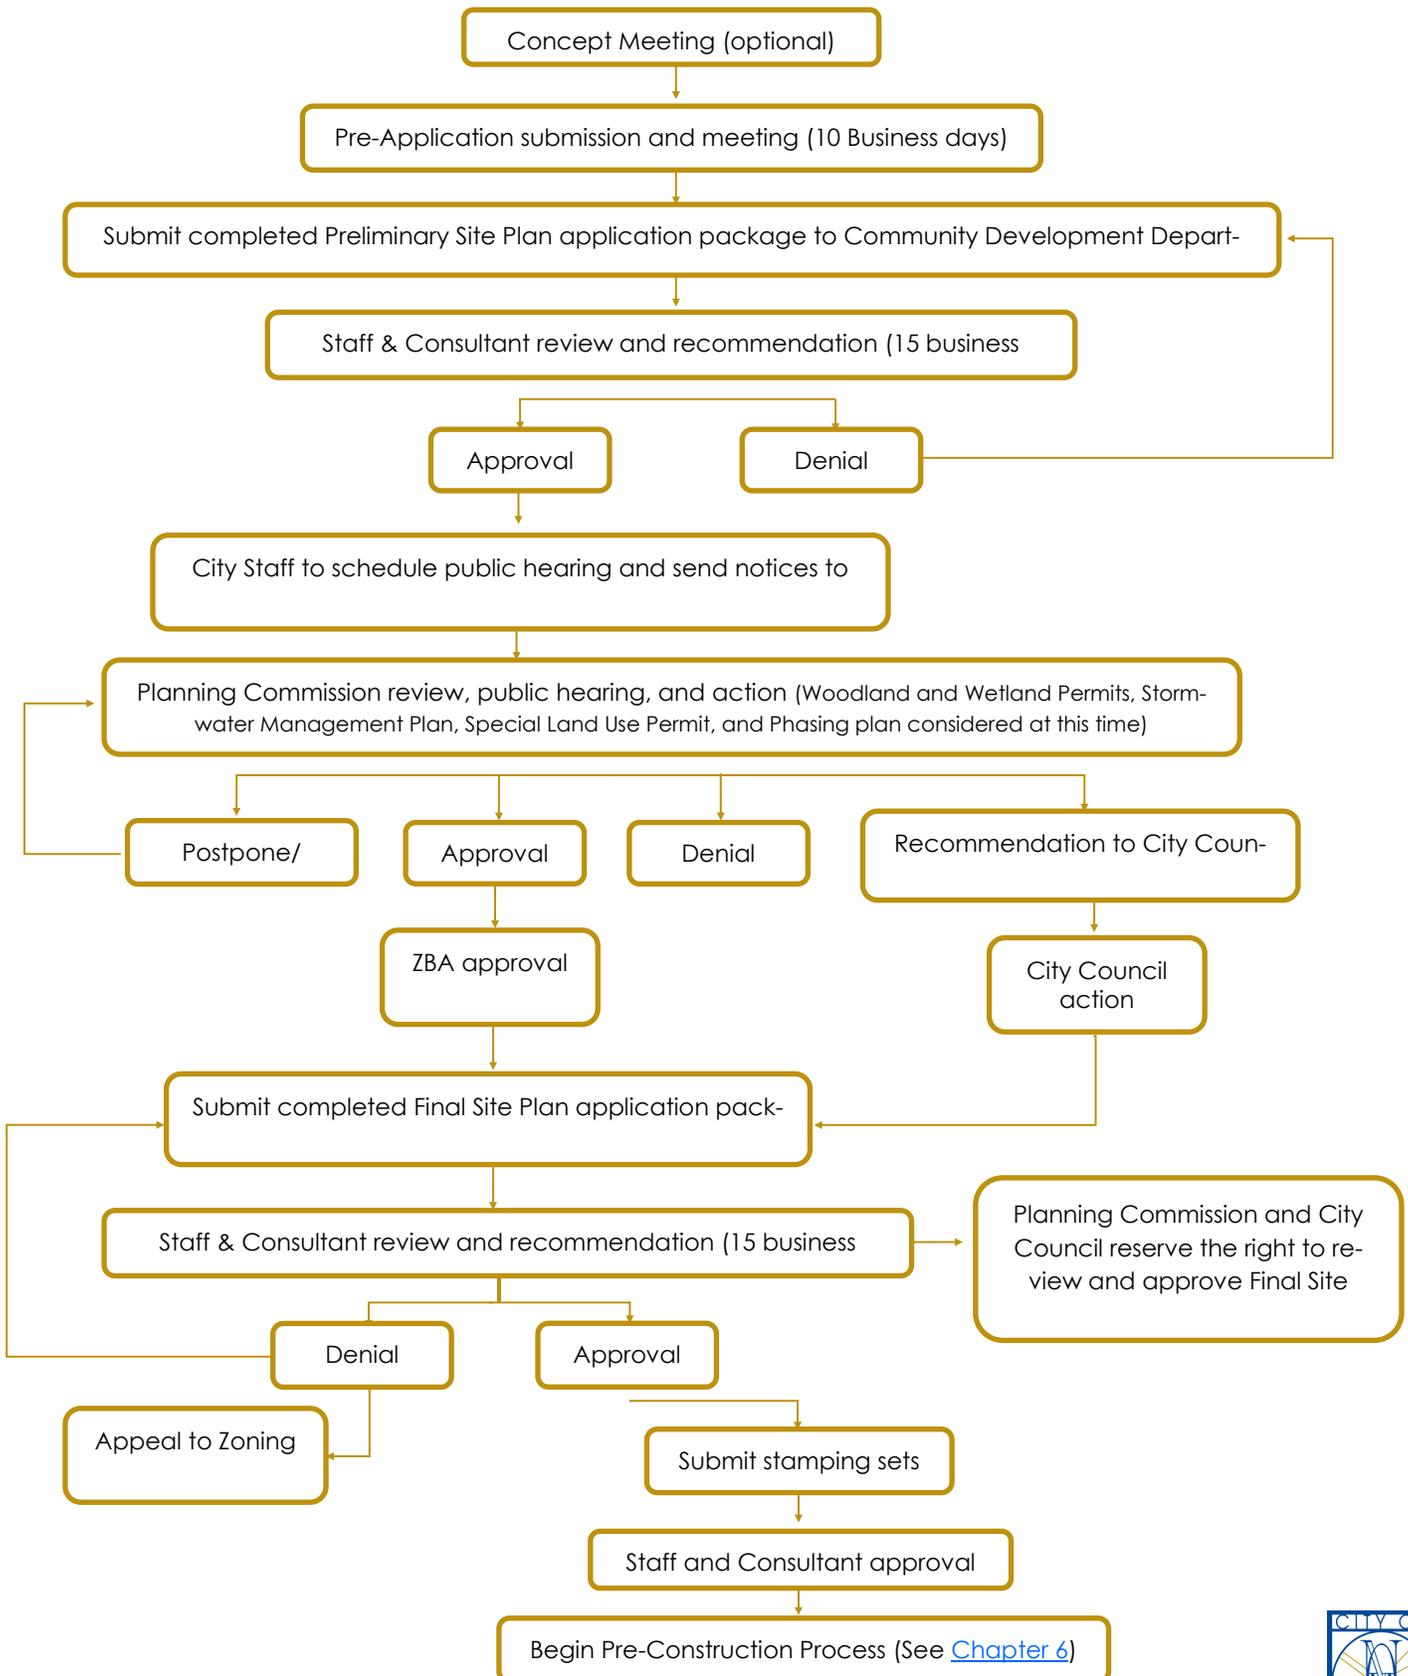 Concept Meeting (optional)
Pre-Application submission and meeting (10 Business days)
Submit completed Preliminary Site Plan application package to Community Development Depart-
Staff & Consultant review and recommendation (15 business
Approval
Denial
City Staff to schedule public hearing and send notices to
Planning Commission review, public hearing, and action (Woodland and Wetland Permits, Storm-
water Management Plan, Special Land Use Permit, and Phasing plan considered at this time)
Postpone/
Approval
Denial
Recommendation to City Coun-
ZBA approval
City Council
action
Submit completed Final Site Plan application pack-
Staff & Consultant review and recommendation (15 business
Planning Commission and City
Council reserve the right to re-
view and approve Final Site
Denial
Approval
Appeal to Zoning
Submit stamping sets
Staff and Consultant approval
Begin Pre-Construction Process (See Chapter 6)
CITY